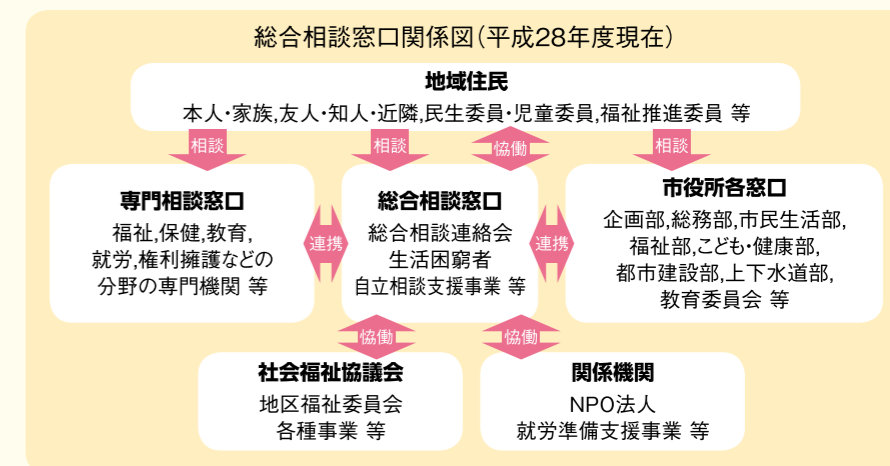 総合相談窓口関係図(平成28年度現在)
地域住民
本人・家族,友人・知人・近隣,民生委員・児童委員,福祉推進委員 等
相談
相談
恊働
相談
専門相談窓口
福祉,保健,教育,
就労,権利擁護などの
分野の専門機関 等
連携
総合相談窓口
総合相談連絡会
生活困窮者
自立相談支援事業 等
連携
市役所各窓口
企画部,総務部,市民生活部,
福祉部,こども・健康部,
都市建設部,上下水道部,
教育委員会 等
恊働
恊働
社会福祉協議会
地区福祉委員会
各種事業 等
関係機関
NPO法人
就労準備支援事業 等